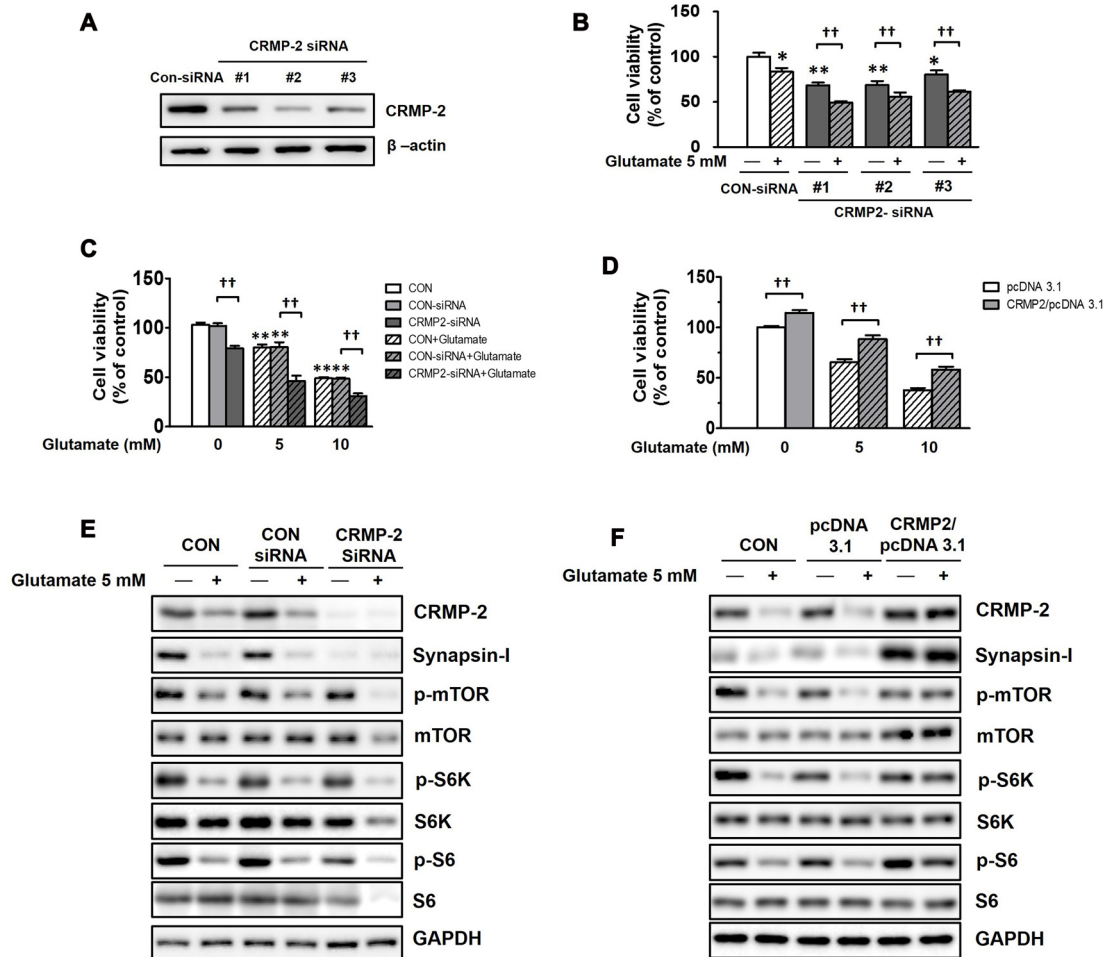 A
CRMP-2 siRNA
Con-siRNA #1 #2 #3
CRMP-2
β –actin
B
Cell viability
(% of control)
150
100
50
0
†† †† ††
* ** ** *
Glutamate 5 mM — + — + — + — +
CON-siRNA #1 #2 #3
CRMP2- siRNA
C
Cell viability
(% of control)
150
100
50
0
†† †† ††
** ** ****
CON
CON-siRNA
CRMP2-siRNA
CON+Glutamate
CON-siRNA+Glutamate
CRMP2-siRNA+Glutamate
Glutamate (mM) 0 5 10
D
Cell viability
(% of control)
150
100
50
0
†† †† ††
pcDNA 3.1
CRMP2/pcDNA 3.1
Glutamate (mM) 0 5 10
E
CON
CON
siRNA
CRMP-2
SiRNA
Glutamate 5 mM — + — + — +
CRMP-2
Synapsin-I
p-mTOR
mTOR
p-S6K
S6K
p-S6
S6
GAPDH
F
CON
pcDNA
3.1
CRMP2/
pcDNA 3.1
Glutamate 5 mM — + — + — +
CRMP-2
Synapsin-I
p-mTOR
mTOR
p-S6K
S6K
p-S6
S6
GAPDH